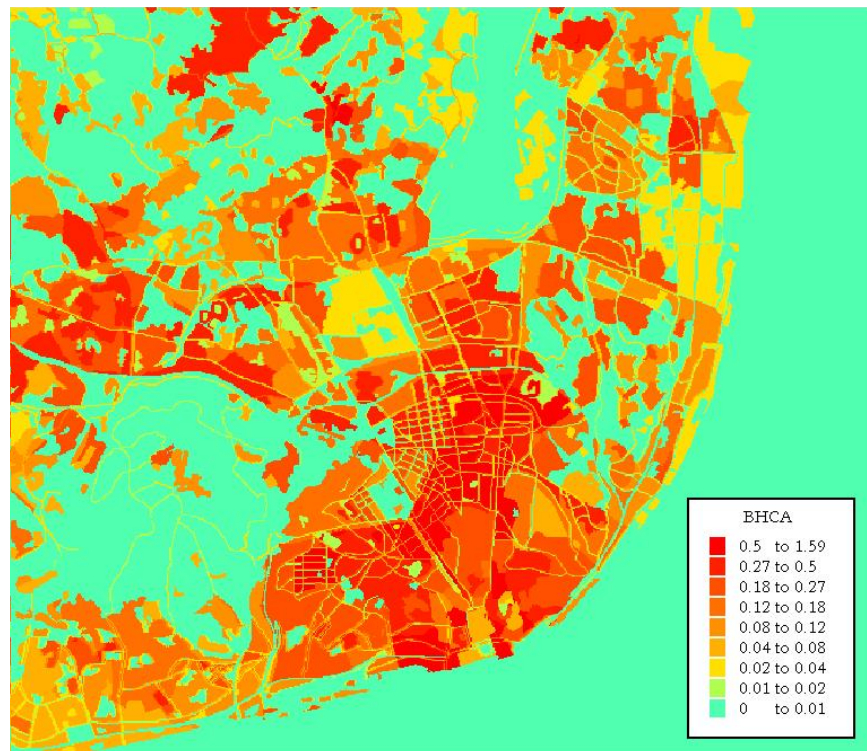 BHCA
0.5 to 1.59
0.27 to 0.5
0.18 to 0.27
0.12 to 0.18
0.08 to 0.12
0.04 to 0.08
0.02 to 0.04
0.01 to 0.02
0 to 0.01